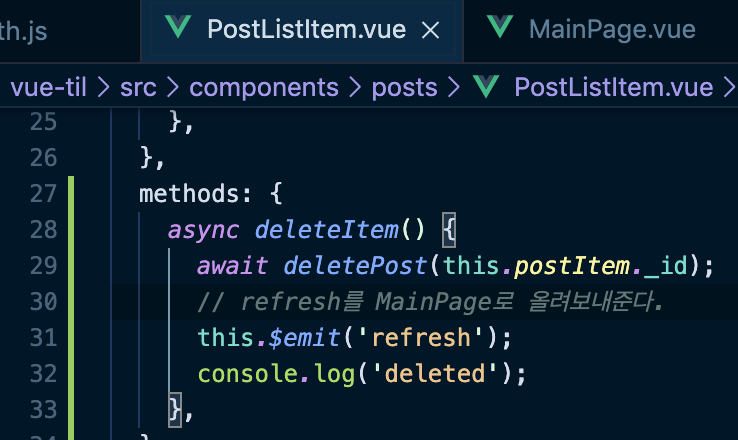 th.js PostListItem.vue MainPage.vue
vue-til > src > components > posts > PostListItem.vue >
25 },
26 },
27 methods: {
28 async deleteItem() {
29 await deletePost(this.postItem._id);
30 // refresh를 MainPage로 올려보내준다.
31 this.$emit('refresh');
32 console.log('deleted');
33 },